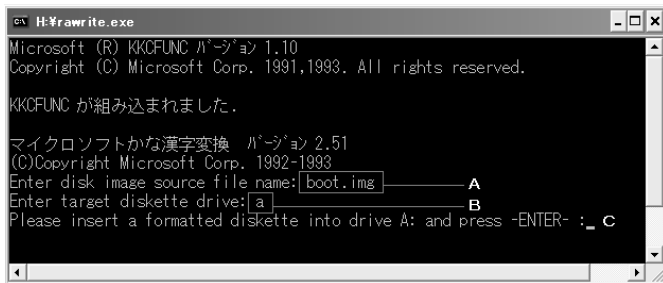 H:¥rawrite.exe
Microsoft (R) KKCFUNC ﾊﾞｰｼﾞｮﾝ 1.10
Copyright (C) Microsoft Corp. 1991,1993. All rights reserved.
KKCFUNC が組み込まれました.
マイクロソフトかな漢字変換 ﾊﾞｰｼﾞｮﾝ 2.51
(C)Copyright Microsoft Corp. 1992-1993
Enter disk image source file name: boot.img A
Enter target diskette drive: a B
Please insert a formatted diskette into drive A: and press -ENTER- :_ C